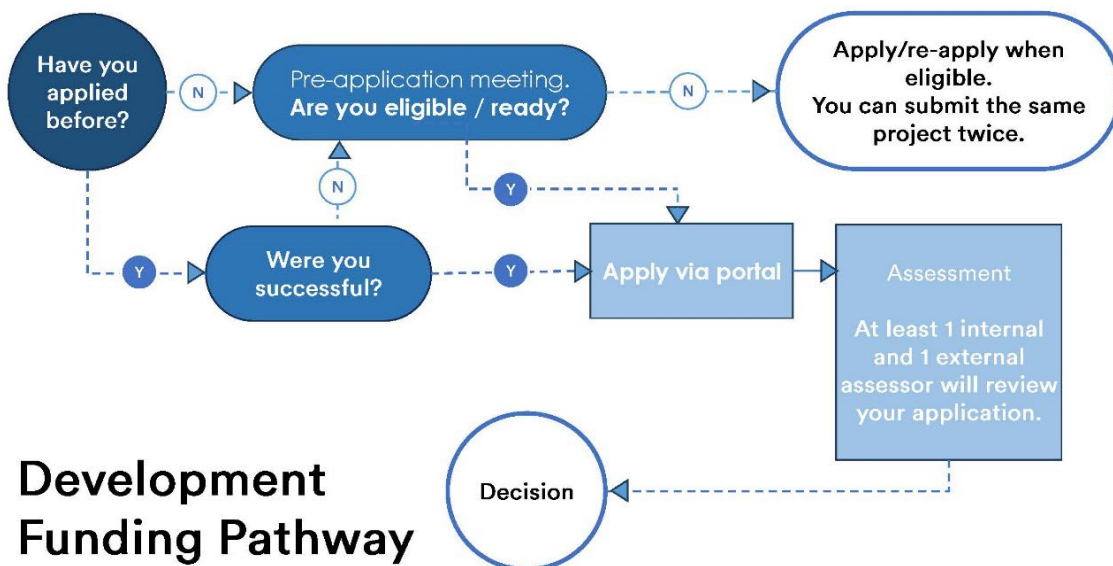 Have you
applied
before?
N
Pre-application meeting.
Are you eligible / ready?
N
Apply/re-apply when
eligible.
You can submit the same
project twice.
N
Y
Y
Were you
successful?
Y
Apply via portal
Assessment
At least 1 internal
and 1 external
assessor will review
your application.
Decision
Development
Funding Pathway